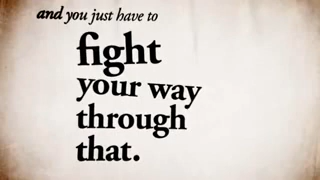 and you just have to
fight
your way
through
that.